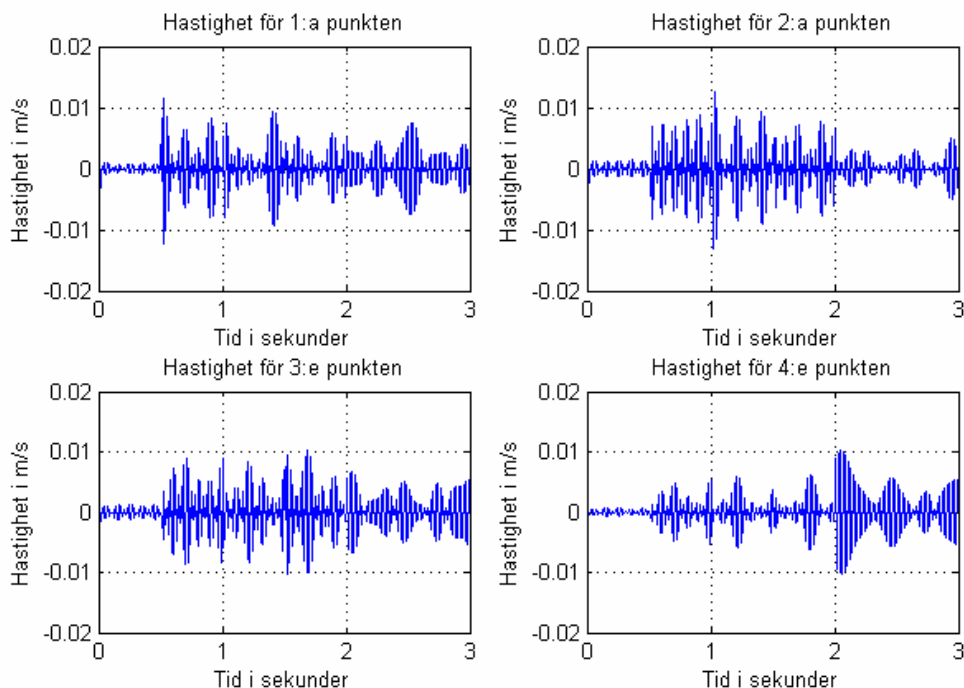 Hastighet för 1:a punkten
0.02
0.01
0
-0.01
-0.02
Hastighet i m/s
0 1 2 3
Tid i sekunder
Hastighet för 2:a punkten
0.02
0.01
0
-0.01
-0.02
Hastighet i m/s
0 1 2 3
Tid i sekunder
Hastighet för 3:e punkten
0.02
0.01
0
-0.01
-0.02
Hastighet i m/s
0 1 2 3
Tid i sekunder
Hastighet för 4:e punkten
0.02
0.01
0
-0.01
-0.02
Hastighet i m/s
0 1 2 3
Tid i sekunder